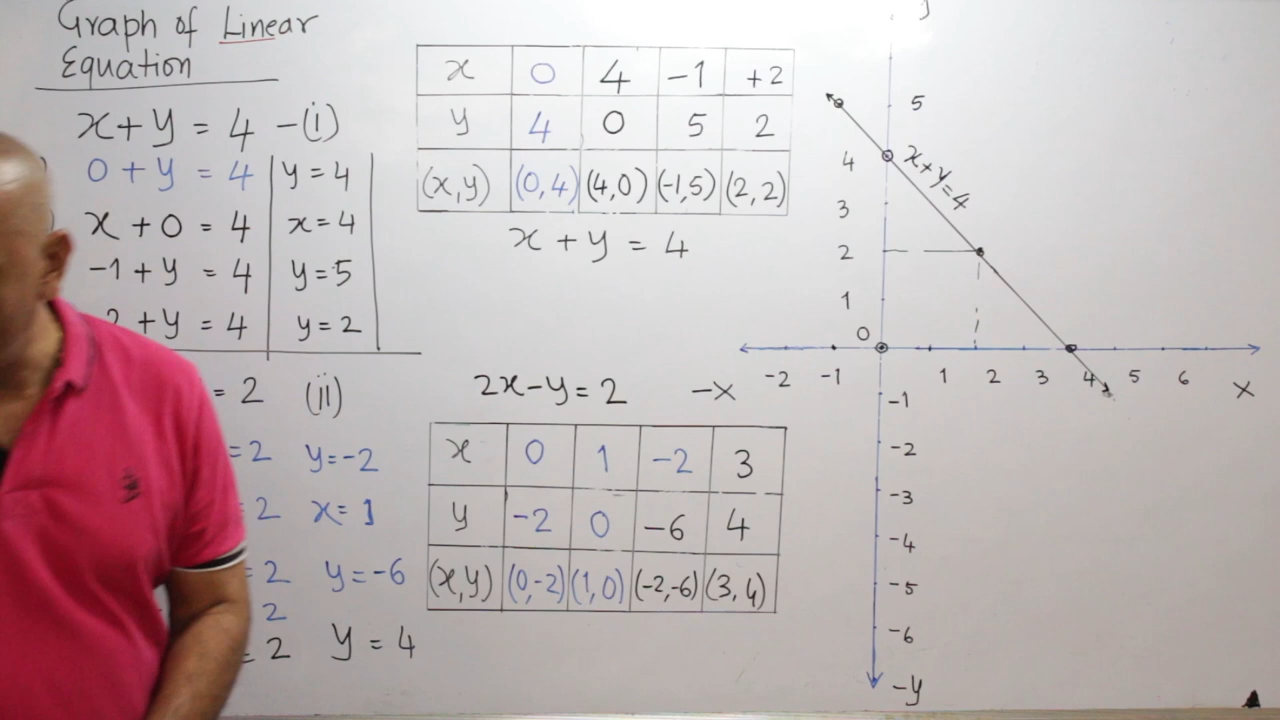 Graph of Linear
Equation
x+y = 4 -(i)
0 + y = 4 y = 4
x + 0 = 4 x = 4
-1 + y = 4 y = 5
2 + y = 4 y = 2
= 2 (ii)
= 2 y = -2
2 x = 1
= 2 y = -6
2
= 2 y = 4
x 0 4 -1 +2
y 4 0 5 2
(x,y) (0,4) (4,0) (-1,5) (2,2)
x + y = 4
2x-y = 2
x 0 1 -2 3
y -2 0 -6 4
(x,y) (0,-2) (1,0) (-2,-6) (3,4)
5
4 x+y=4
3
2
1
0
-x -2 -1 1 2 3 4 5 6 x
-1
-2
-3
-4
-5
-6
-y